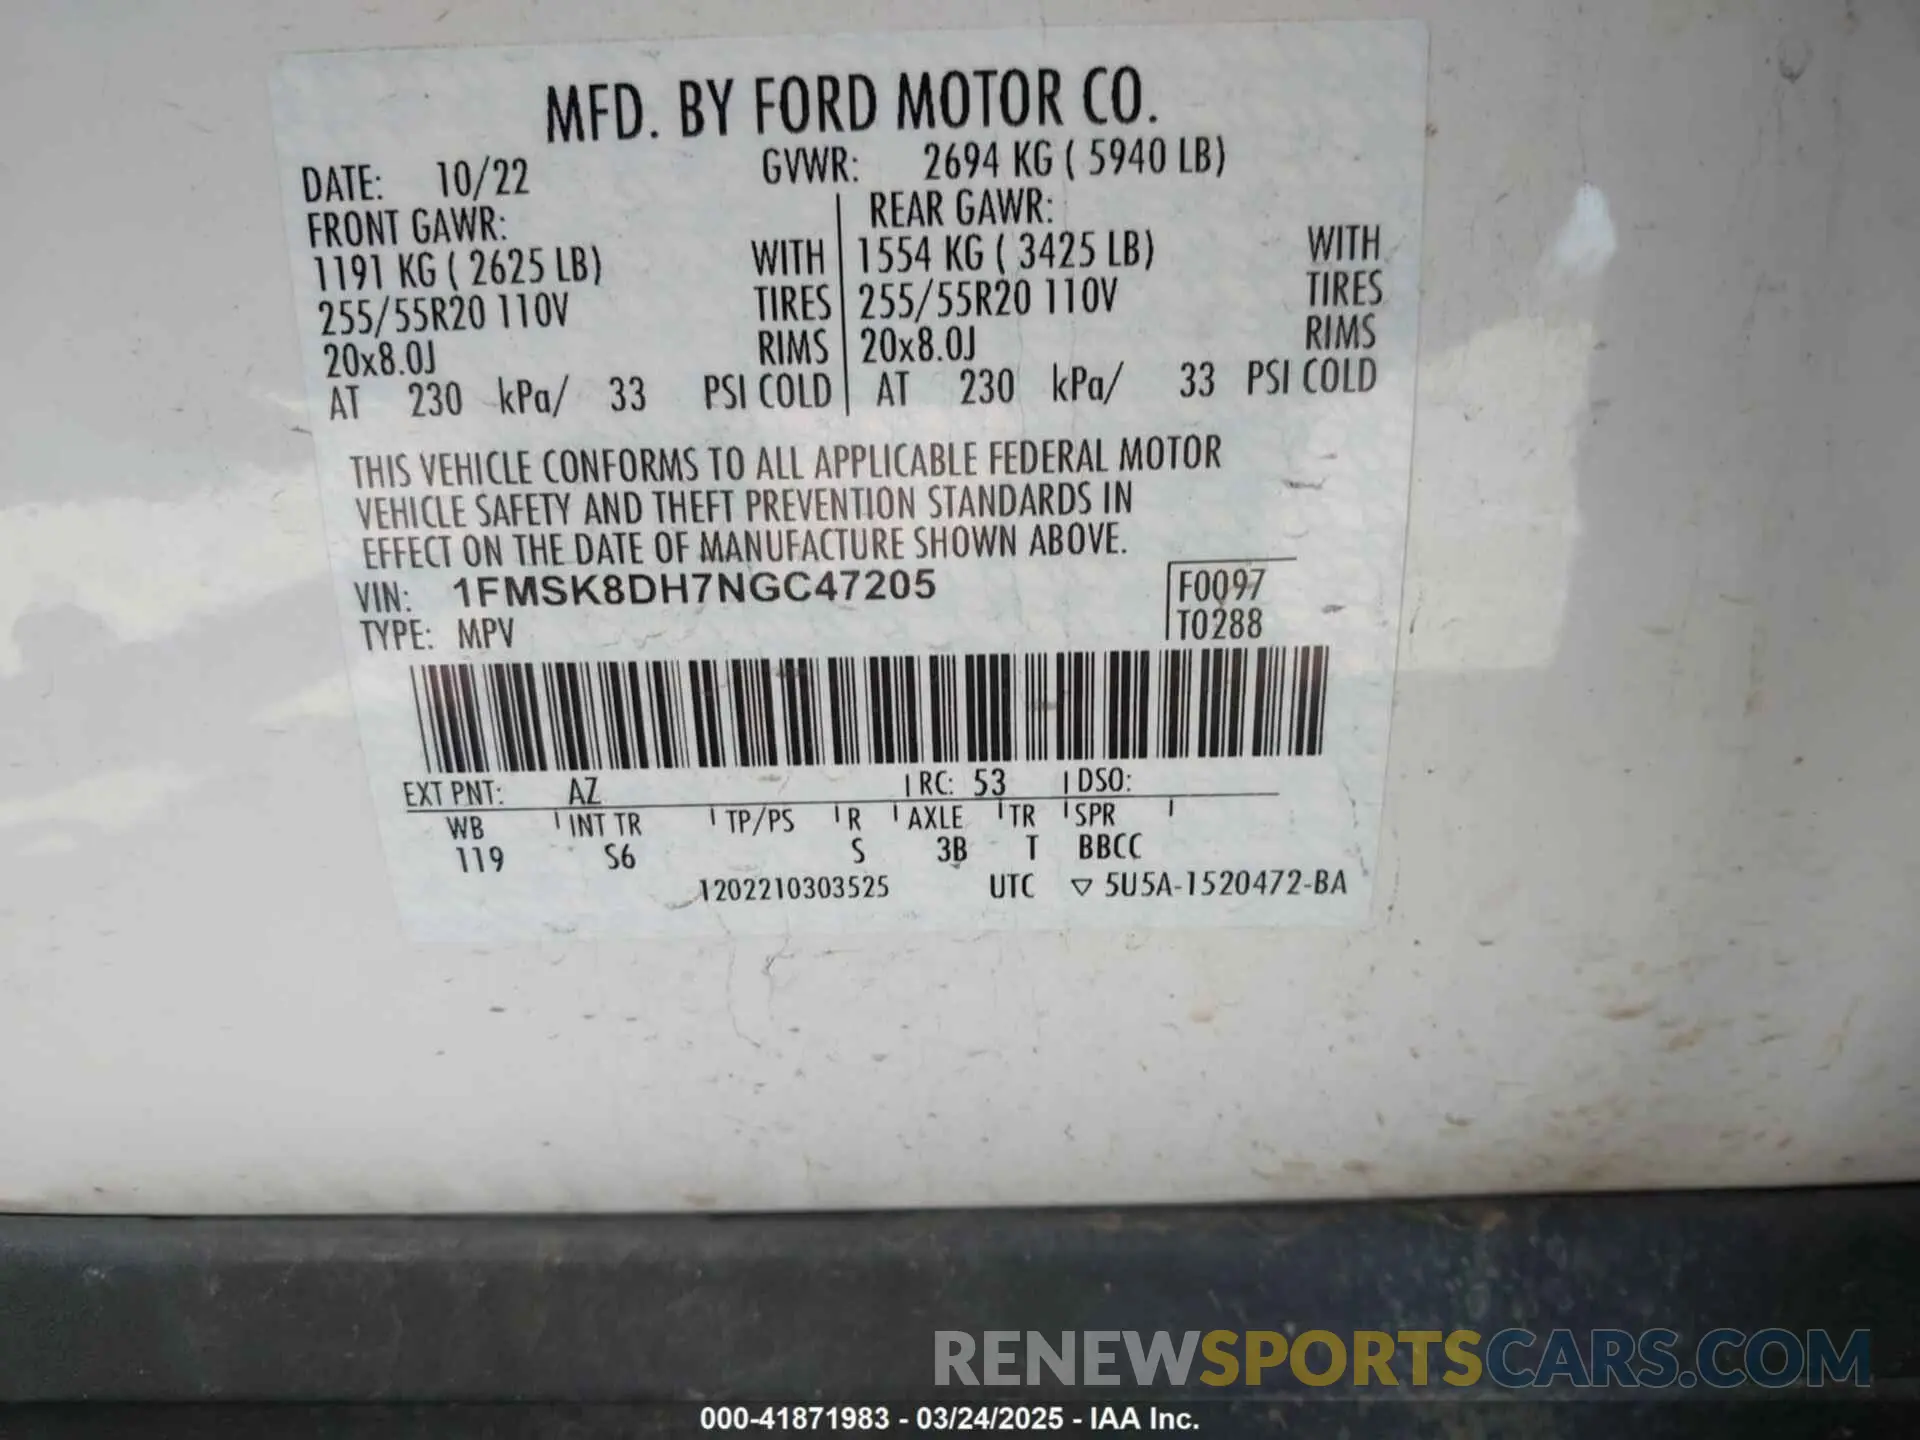 MFD. BY FORD MOTOR CO.
DATE: 10/22 GVWR: 2694 KG ( 5940 LB)
FRONT GAWR: REAR GAWR:
1191 KG ( 2625 LB) WITH 1554 KG ( 3425 LB) WITH
255/55R20 110V TIRES 255/55R20 110V TIRES
20x8.0J RIMS 20x8.0J RIMS
AT 230 kPa/ 33 PSI COLD AT 230 kPa/ 33 PSI COLD
THIS VEHICLE CONFORMS TO ALL APPLICABLE FEDERAL MOTOR
VEHICLE SAFETY AND THEFT PREVENTION STANDARDS IN
EFFECT ON THE DATE OF MANUFACTURE SHOWN ABOVE.
VIN: 1FMSK8DH7NGC47205 F0097
TYPE: MPV T0288
EXT PNT: AZ RC: 53 DSO:
WB INT TR TP/PS R AXLE TR SPR
119 S6 S 3B T BBCC
1202210303525 UTC ▽ 5U5A-1520472-BA
RENEWSPORTSCARS.COM
000-41871983 - 03/24/2025 - IAA Inc.